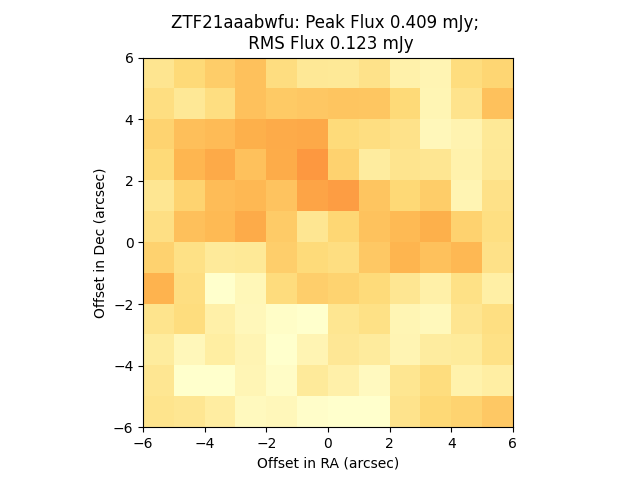 ZTF21aaabwfu: Peak Flux 0.409 mJy;
RMS Flux 0.123 mJy
6
4
2
0
−2
−4
−6
Offset in Dec (arcsec)
−6 −4 −2 0 2 4 6
Offset in RA (arcsec)